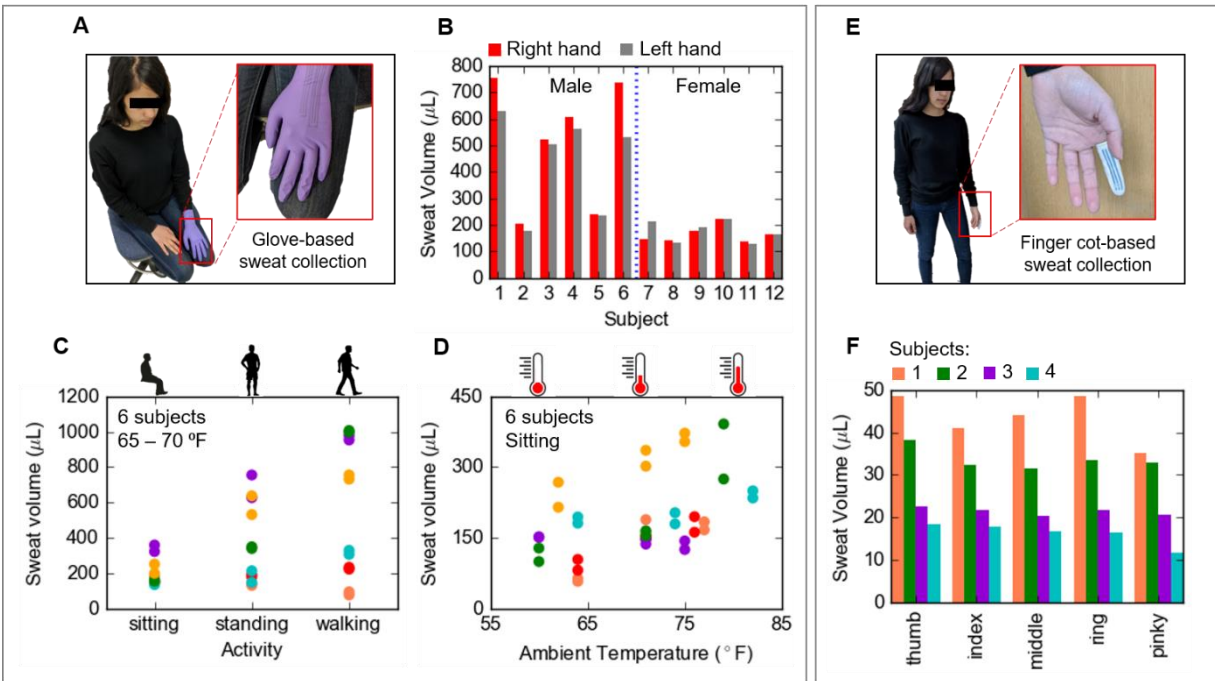 A
Glove-based
sweat collection
B
Right hand
Left hand
Male
Female
Sweat Volume (µL)
800
700
600
500
400
300
200
100
0
1 2 3 4 5 6 7 8 9 10 11 12
Subject
C
6 subjects
65 – 70 ºF
Sweat volume (µL)
1200
1000
800
600
400
200
0
sitting standing walking
Activity
D
6 subjects
Sitting
Sweat volume (µL)
450
300
150
0
55 65 75 85
Ambient Temperature (°F)
E
Finger cot-based
sweat collection
F
Subjects:
1 2 3 4
Sweat Volume (µL)
50
40
30
20
10
0
thumb
index
middle
ring
pinky